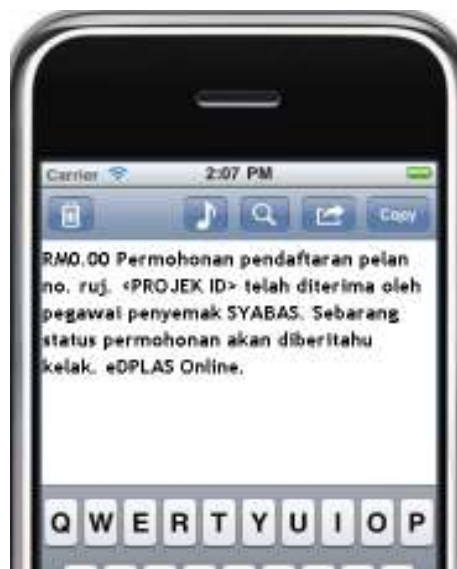 Carrier 2:07 PM
Copy
RM0.00 Permohonan pendaftaran pelan
no. ruj. <PROJEK ID> telah diterima oleh
pegawai penyemak SYABAS. Sebarang
status permohonan akan diberitahu
kelak. eDPLAS Online.
Q W E R T Y U I O P